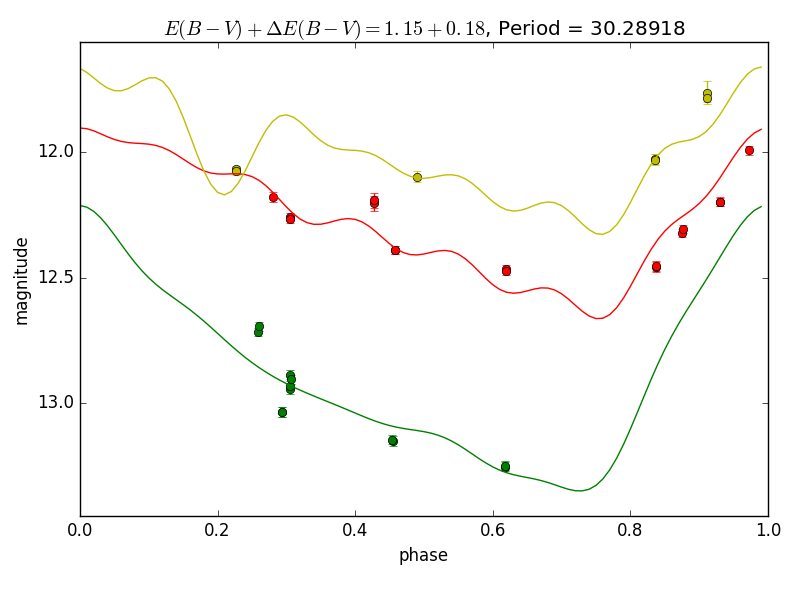 E(B − V) + ΔE(B − V) = 1.15 + 0.18, Period = 30.28918
12.0
12.5
13.0
magnitude
0.0 0.2 0.4 0.6 0.8 1.0
phase